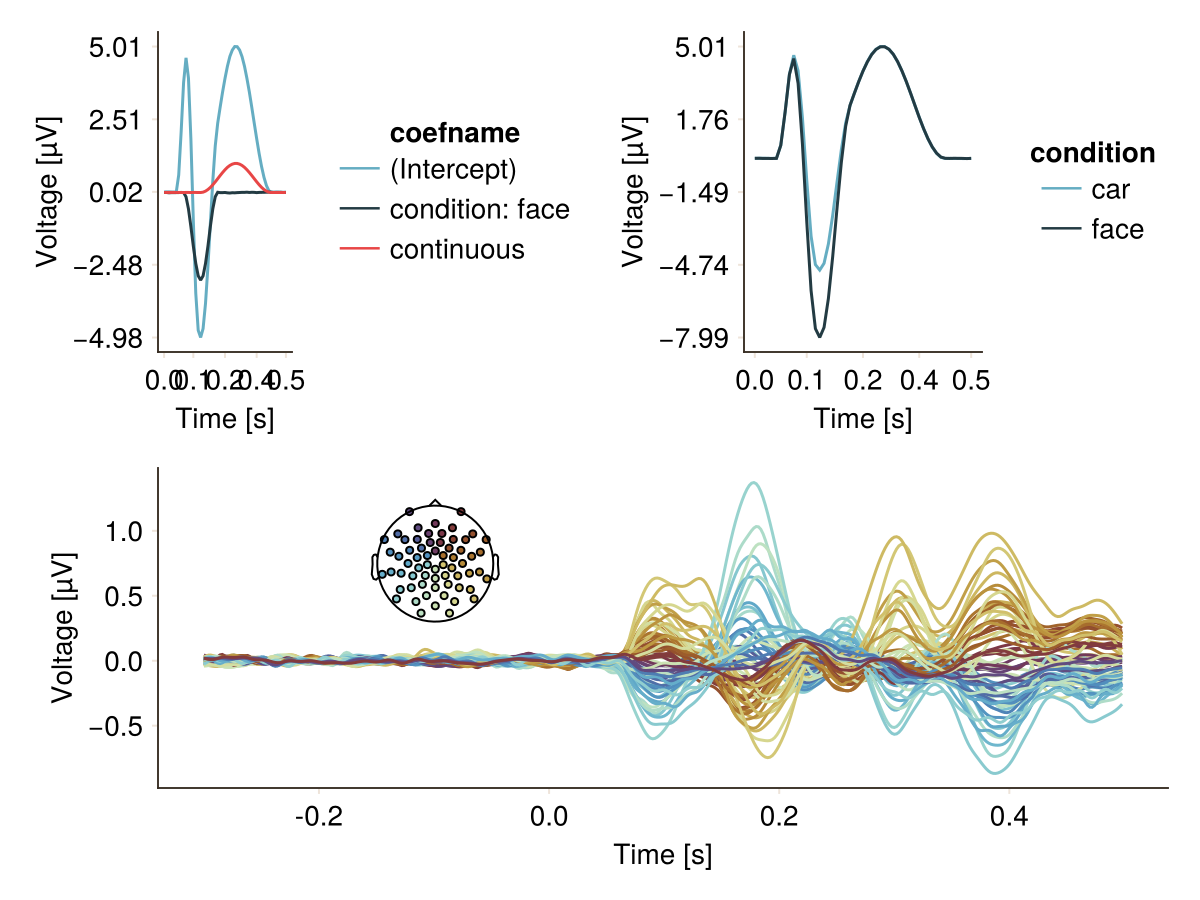 5.01
2.51
0.02
−2.48
−4.98
Voltage [µV]
0.0 0.1 0.2 0.4 0.5
Time [s]
coefname
(Intercept)
condition: face
continuous
5.01
1.76
−1.49
−4.74
−7.99
Voltage [µV]
0.0 0.1 0.2 0.4 0.5
Time [s]
condition
car
face
1.0
0.5
0.0
−0.5
Voltage [µV]
-0.2 0.0 0.2 0.4
Time [s]